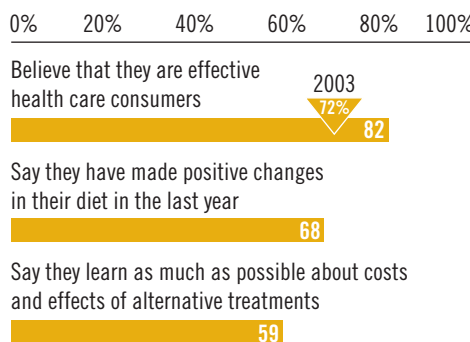 0% 20% 40% 60% 80% 100%
Believe that they are effective
health care consumers
2003
72%
82
Say they have made positive changes
in their diet in the last year
68
Say they learn as much as possible about costs
and effects of alternative treatments
59